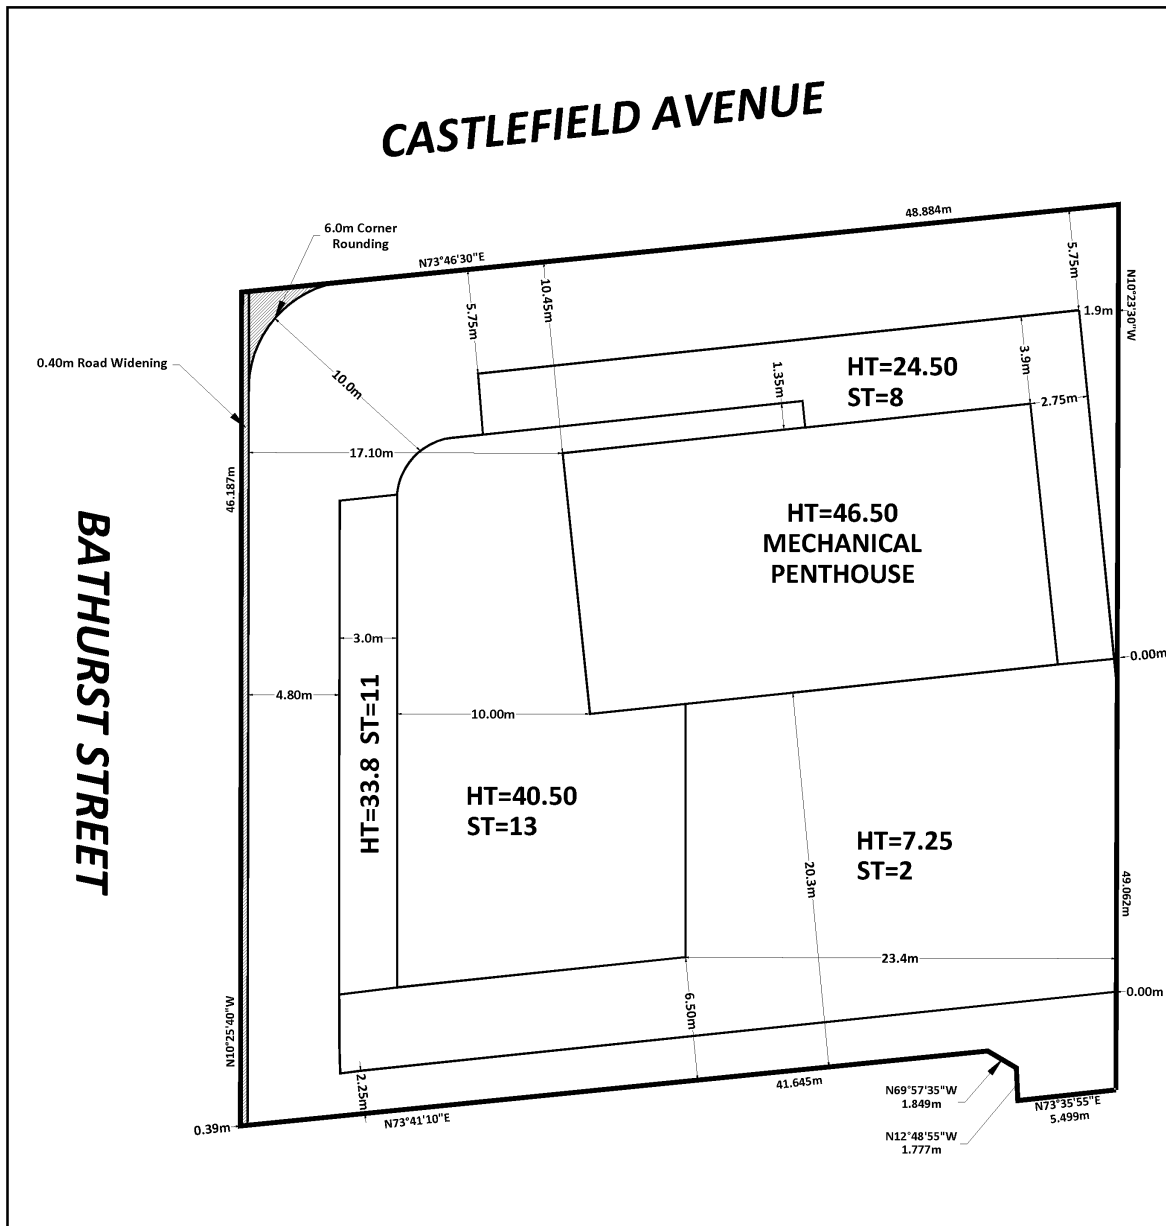 CASTLEFIELD AVENUE
48.884m
6.0m Corner
Rounding
N73°46'30"E
5.75m
10.45m
5.75m
N10°23'30"W
1.9m
0.40m Road Widening
10.0m
1.35m
HT=24.50
ST=8
3.9m
2.75m
17.10m
46.187m
HT=46.50
MECHANICAL
PENTHOUSE
BATHURST STREET
3.0m
0.00m
4.80m
HT=33.8 ST=11
10.00m
HT=40.50
ST=13
HT=7.25
ST=2
20.3m
49.062m
23.4m
6.50m
0.00m
N10°25'40"W
2.25m
41.645m
N69°57'35"W
1.849m
N73°35'55"E
5.499m
0.39m
N73°41'10"E
N12°48'55"W
1.777m